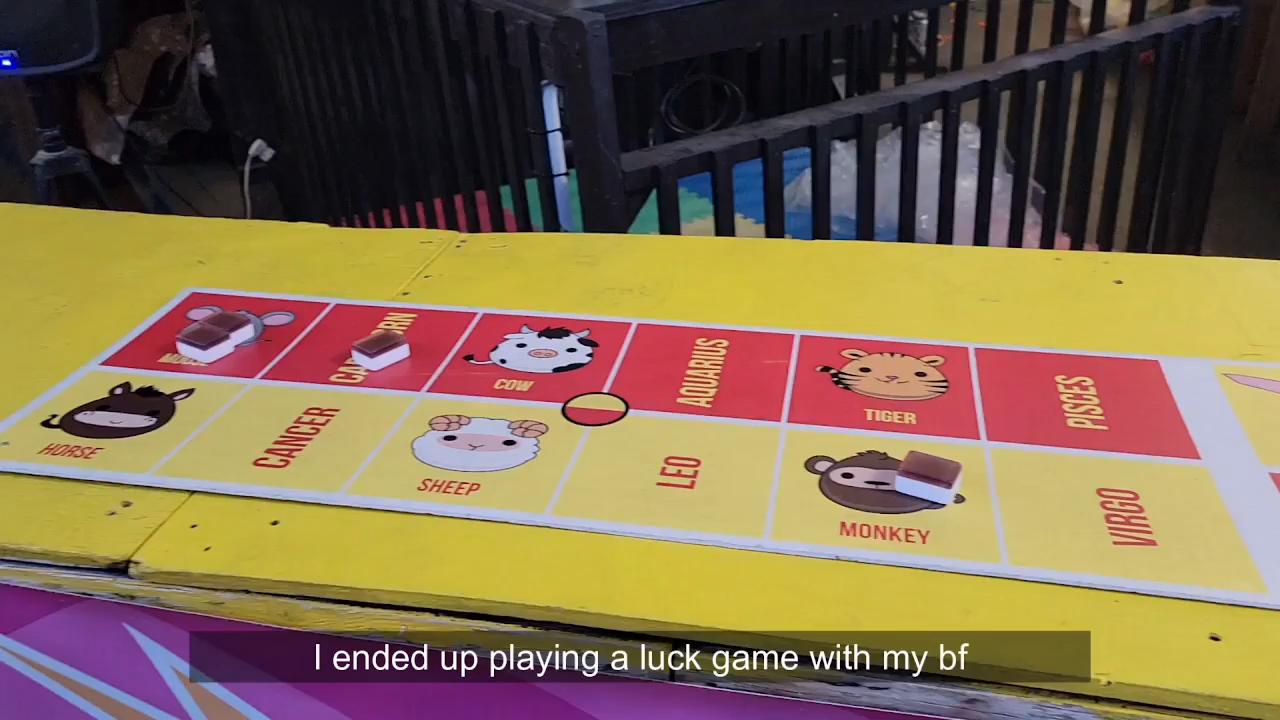 COW
AQUARIUS
TIGER
PISCES
HORSE
CANCER
SHEEP
LEO
MONKEY
VIRGO
I ended up playing a luck game with my bf